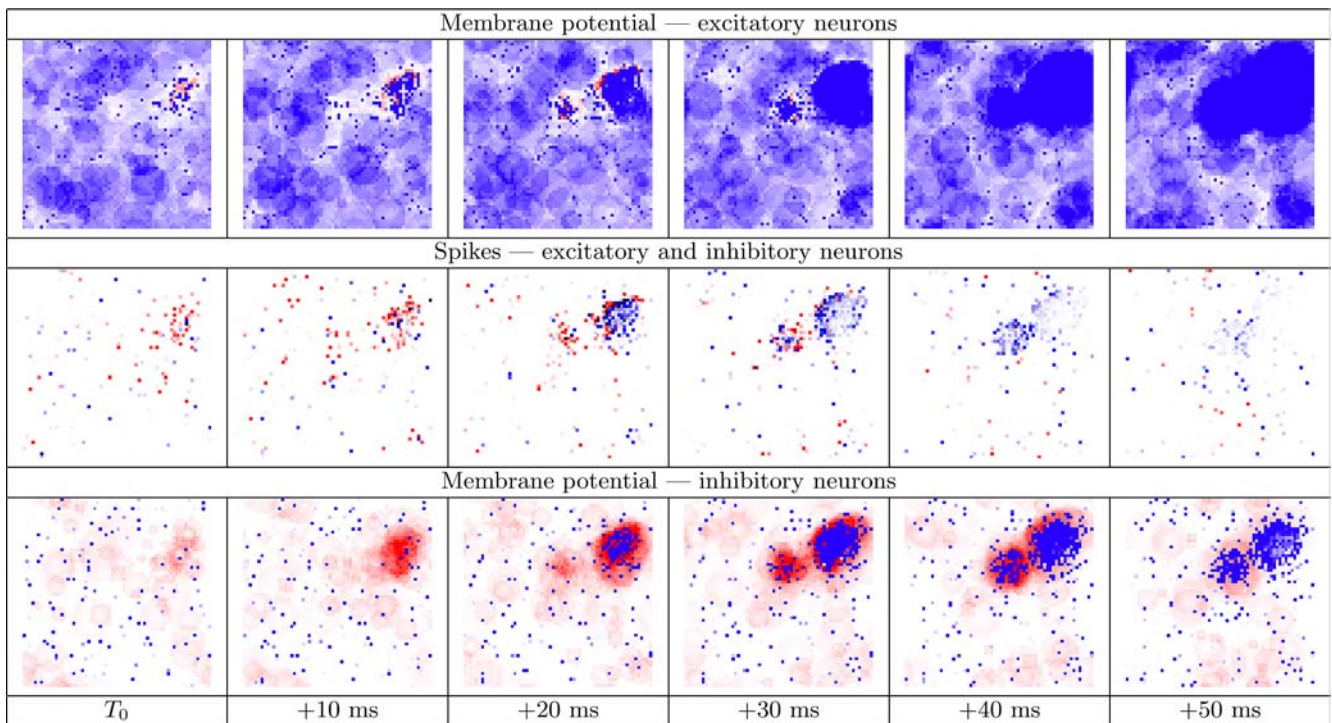 Membrane potential — excitatory neurons
Spikes — excitatory and inhibitory neurons
Membrane potential — inhibitory neurons
T₀ +10 ms +20 ms +30 ms +40 ms +50 ms